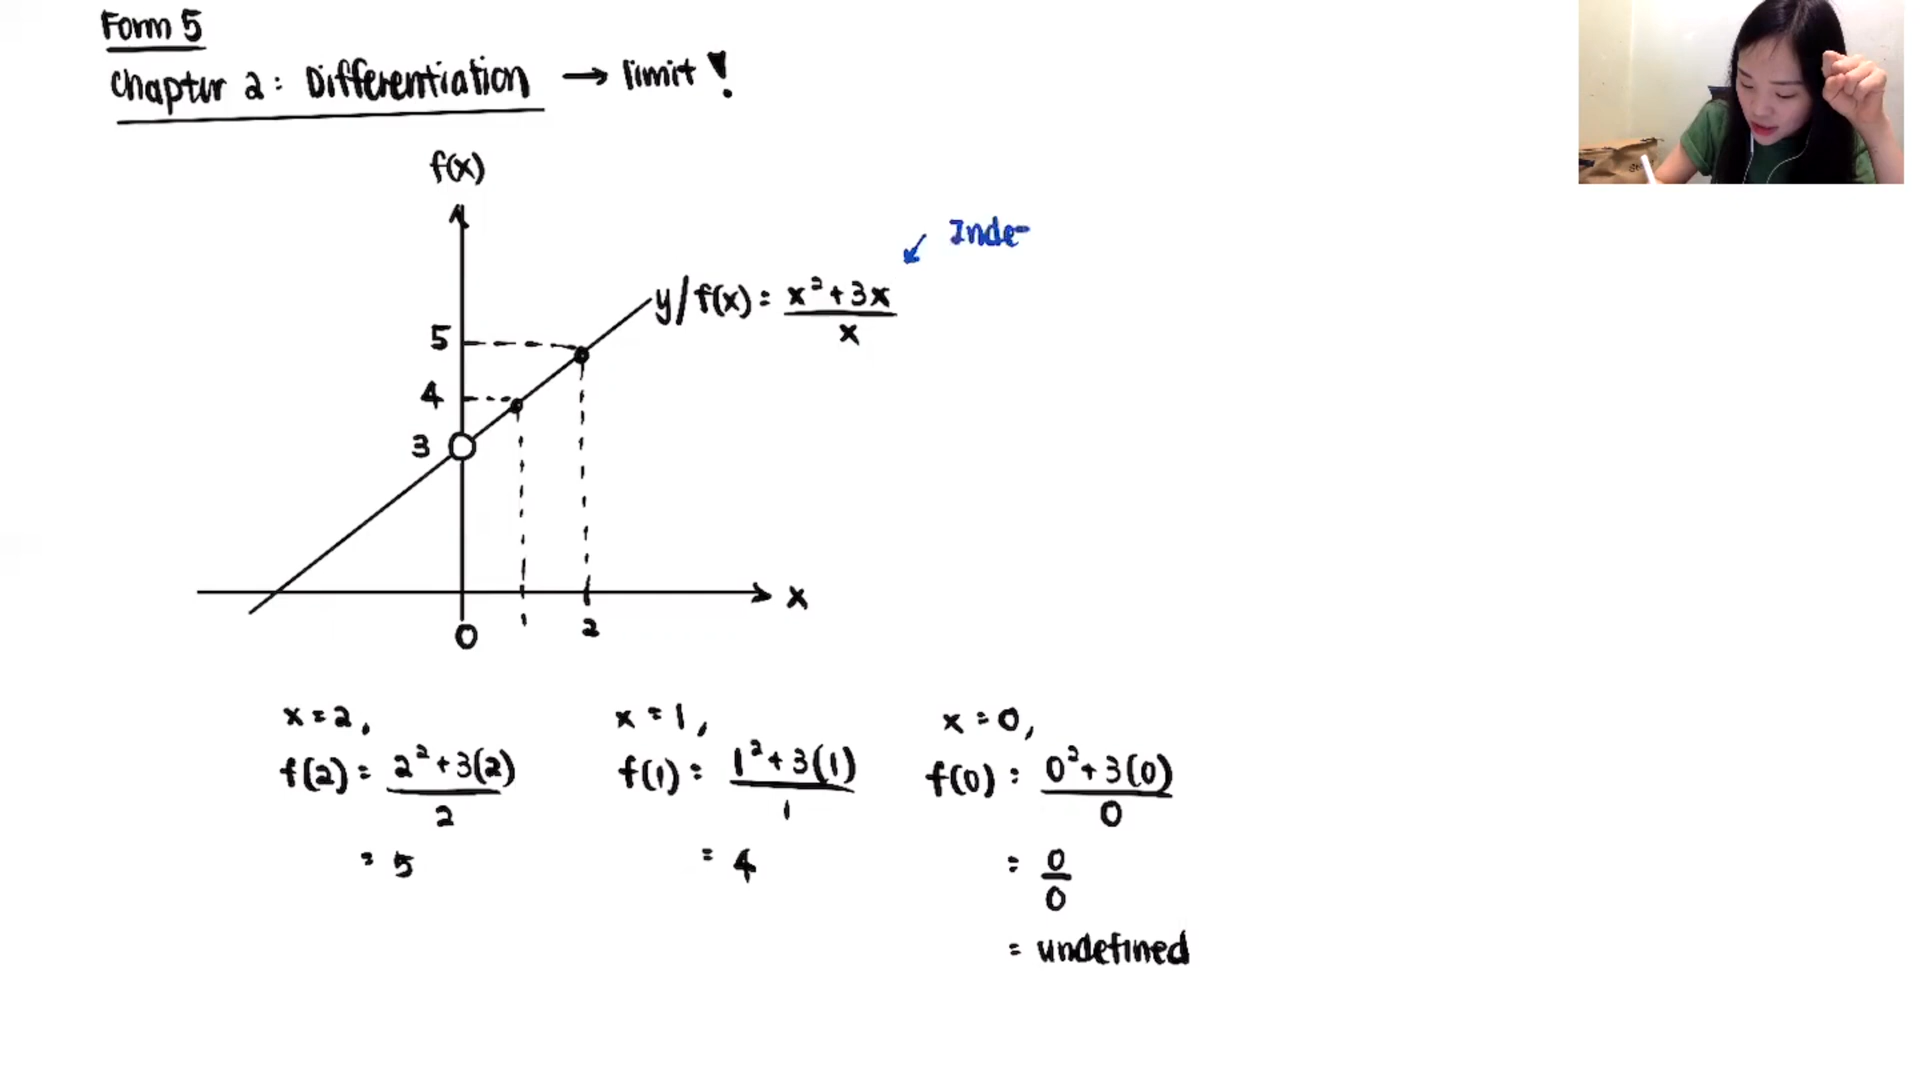 Form 5
Chapter 2: Differentiation → limit!
f(x)
Inde-
y/f(x) = x²+3x / x
5
4
3
x
0
1
2
x = 2,
f(2) = 2²+3(2) / 2
= 5
x = 1,
f(1) = 1²+3(1) / 1
= 4
x = 0,
f(0) = 0²+3(0) / 0
= 0/0
= undefined